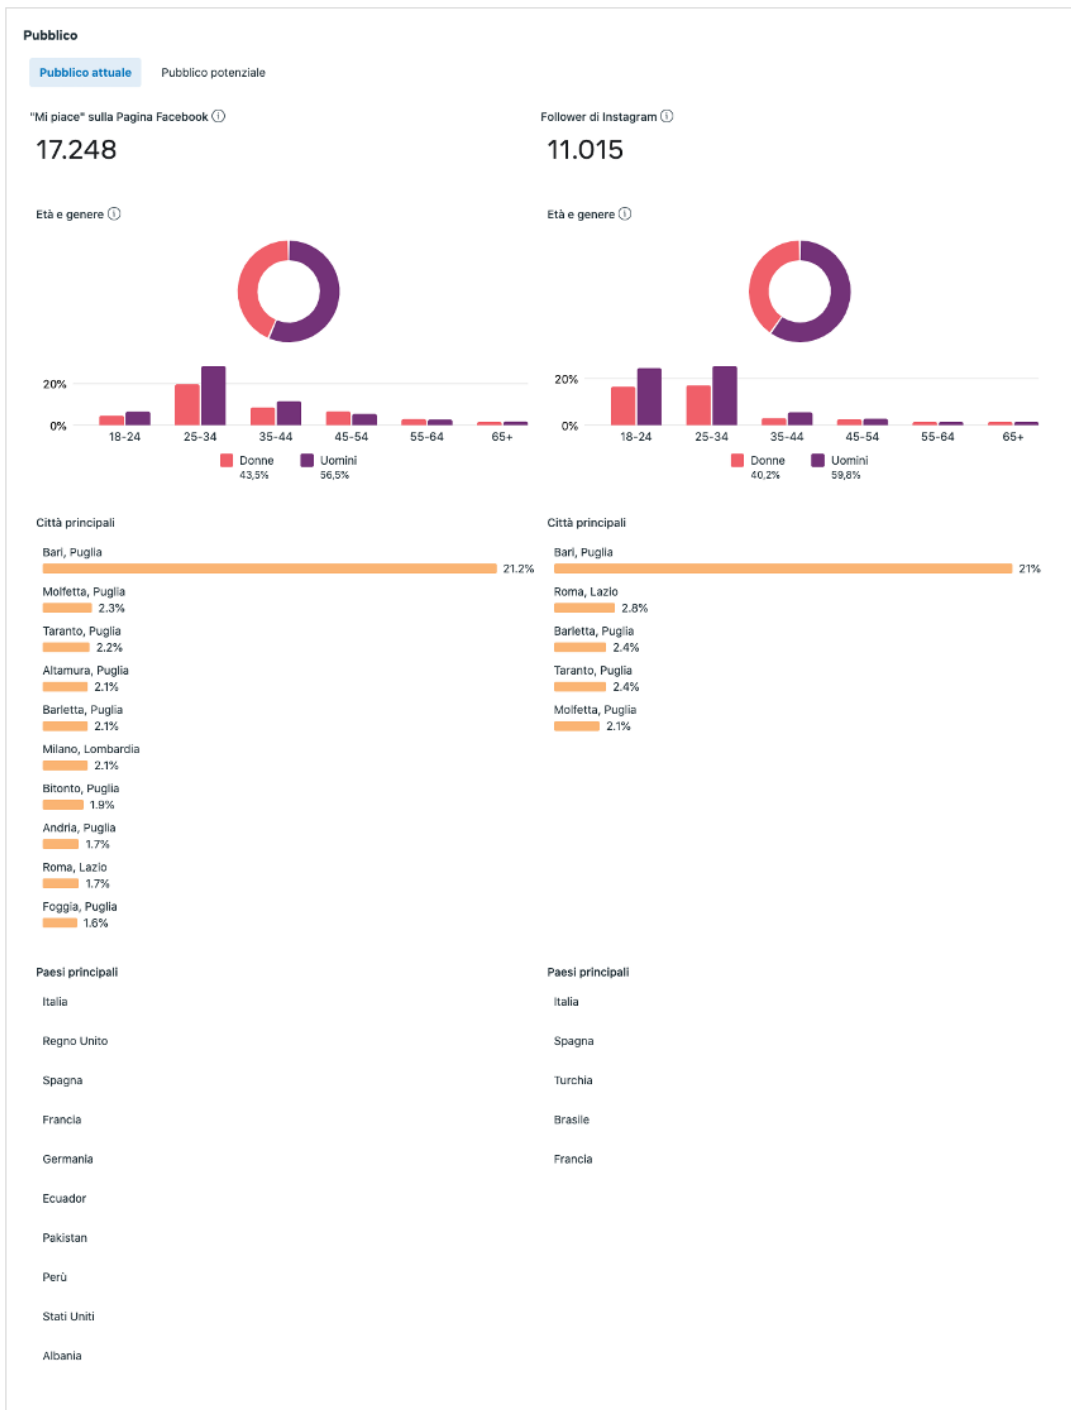 Pubblico
Pubblico attuale Pubblico potenziale
"Mi piace" sulla Pagina Facebook
17.248
Età e genere
20%
0%
18-24 25-34 35-44 45-54 55-64 65+
Donne Uomini
43,5% 56,5%
Città principali
Bari, Puglia
21.2%
Molfetta, Puglia
2.3%
Taranto, Puglia
2.2%
Altamura, Puglia
2.1%
Barletta, Puglia
2.1%
Milano, Lombardia
2.1%
Bitonto, Puglia
1.9%
Andria, Puglia
1.7%
Roma, Lazio
1.7%
Foggia, Puglia
1.6%
Paesi principali
Italia
Regno Unito
Spagna
Francia
Germania
Ecuador
Pakistan
Perù
Stati Uniti
Albania
Follower di Instagram
11.015
Età e genere
20%
0%
18-24 25-34 35-44 45-54 55-64 65+
Donne Uomini
40,2% 59,8%
Città principali
Bari, Puglia
21%
Roma, Lazio
2.8%
Barletta, Puglia
2.4%
Taranto, Puglia
2.4%
Molfetta, Puglia
2.1%
Paesi principali
Italia
Spagna
Turchia
Brasile
Francia